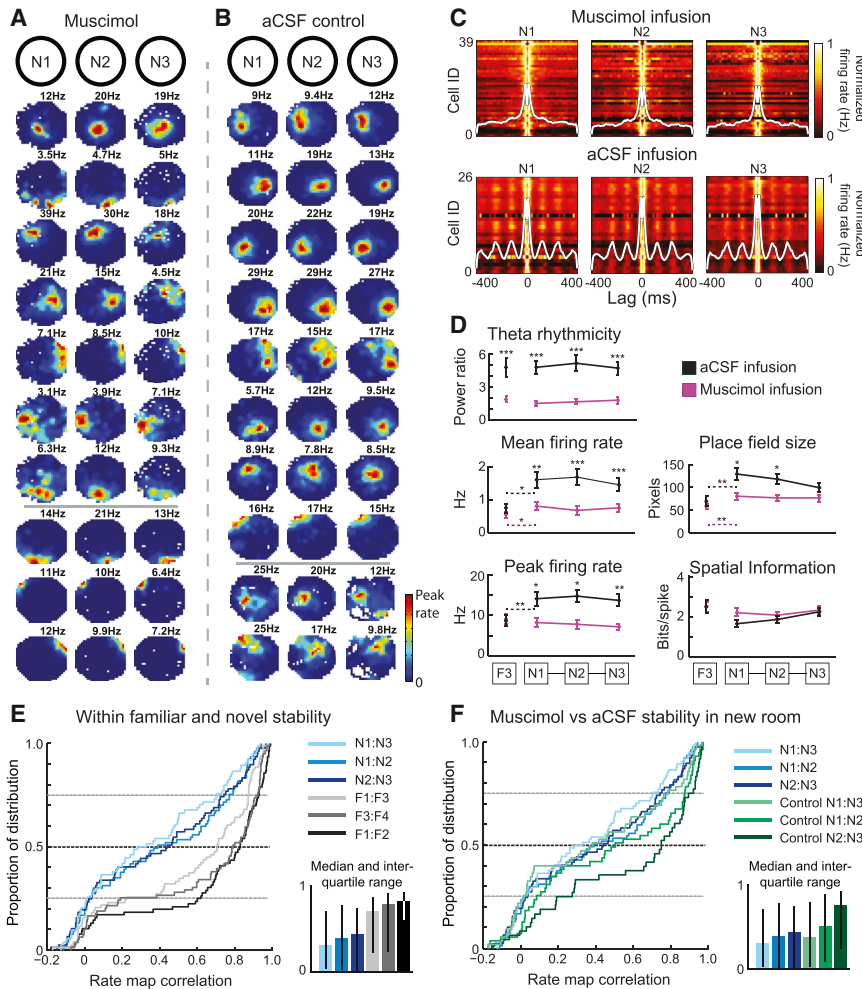 A Muscimol
N1 N2 N3
12Hz 20Hz 19Hz
3.5Hz 4.7Hz 5Hz
39Hz 30Hz 18Hz
21Hz 15Hz 4.5Hz
7.1Hz 8.5Hz 10Hz
3.1Hz 3.9Hz 7.1Hz
6.3Hz 12Hz 9.3Hz
14Hz 21Hz 13Hz
11Hz 10Hz 6.4Hz
12Hz 9.9Hz 7.2Hz
B aCSF control
N1 N2 N3
9Hz 9.4Hz 12Hz
11Hz 19Hz 13Hz
20Hz 22Hz 19Hz
29Hz 29Hz 27Hz
17Hz 15Hz 17Hz
5.7Hz 12Hz 9.5Hz
8.9Hz 7.8Hz 8.5Hz
16Hz 17Hz 15Hz
25Hz 20Hz 12Hz
25Hz 17Hz 9.8Hz
Peak
rate
0
C Muscimol infusion
N1 N2 N3
39
Cell ID
0
1
0
Normalized
firing rate (Hz)
aCSF infusion
N1 N2 N3
26
Cell ID
0
1
0
Normalized
firing rate (Hz)
-400 0 400 -400 0 400 -400 0 400
Lag (ms)
D Theta rhythmicity
Power ratio
6
4
2
0
*** *** *** ***
aCSF infusion
Muscimol infusion
Mean firing rate
Hz
2
1
0
* ** *** ***
*
Place field size
Pixels
150
100
50
0
** * *
**
Peak firing rate
Hz
20
10
0
** * * **
F3 N1 N2 N3
Spatial Information
Bits/spike
4
2
0
F3 N1 N2 N3
E Within familiar and novel stability
Proportion of distribution
1.0
0.5
0
−0.2 0 0.2 0.4 0.6 0.8 1.0
Rate map correlation
N1:N3
N1:N2
N2:N3
F1:F3
F3:F4
F1:F2
Median and inter-
quartile range
1
0
F Muscimol vs aCSF stability in new room
Proportion of distribution
1.0
0.5
0
−0.2 0 0.2 0.4 0.6 0.8 1.0
Rate map correlation
N1:N3
N1:N2
N2:N3
Control N1:N3
Control N1:N2
Control N2:N3
Median and inter-
quartile range
1
0